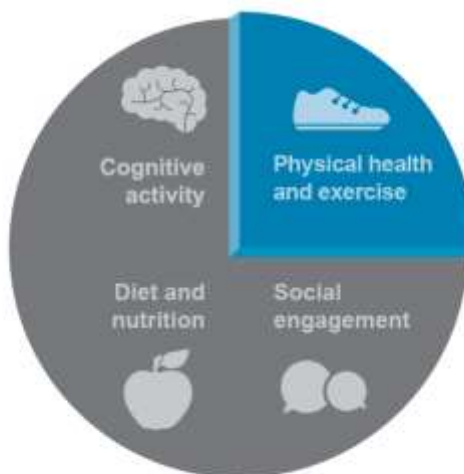 Cognitive
activity
Physical health
and exercise
Diet and
nutrition
Social
engagement